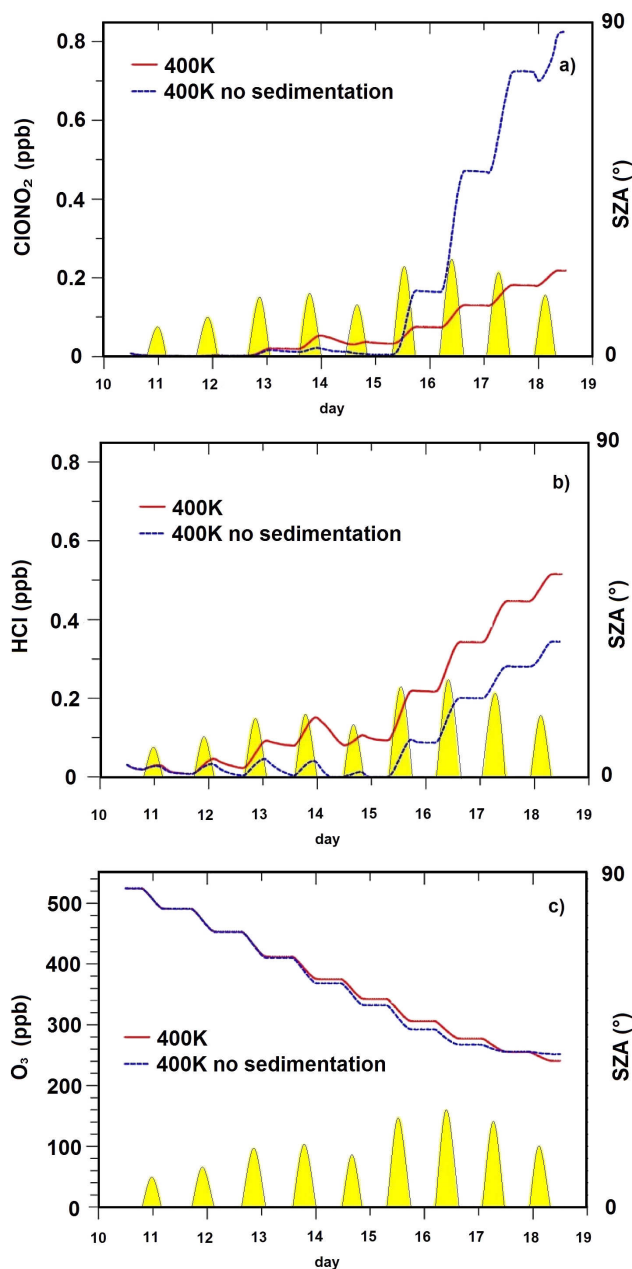 90
0.8
400K
a)
400K no sedimentation
0.6
ClONO₂ (ppb)
SZA (°)
0.4
0.2
0
0
10 11 12 13 14 15 16 17 18 19
day
90
0.8
400K
b)
400K no sedimentation
0.6
HCl (ppb)
SZA (°)
0.4
0.2
0
0
10 11 12 13 14 15 16 17 18 19
day
90
500
c)
400
O₃ (ppb)
SZA (°)
300
400K
400K no sedimentation
200
100
0
0
10 11 12 13 14 15 16 17 18 19
day